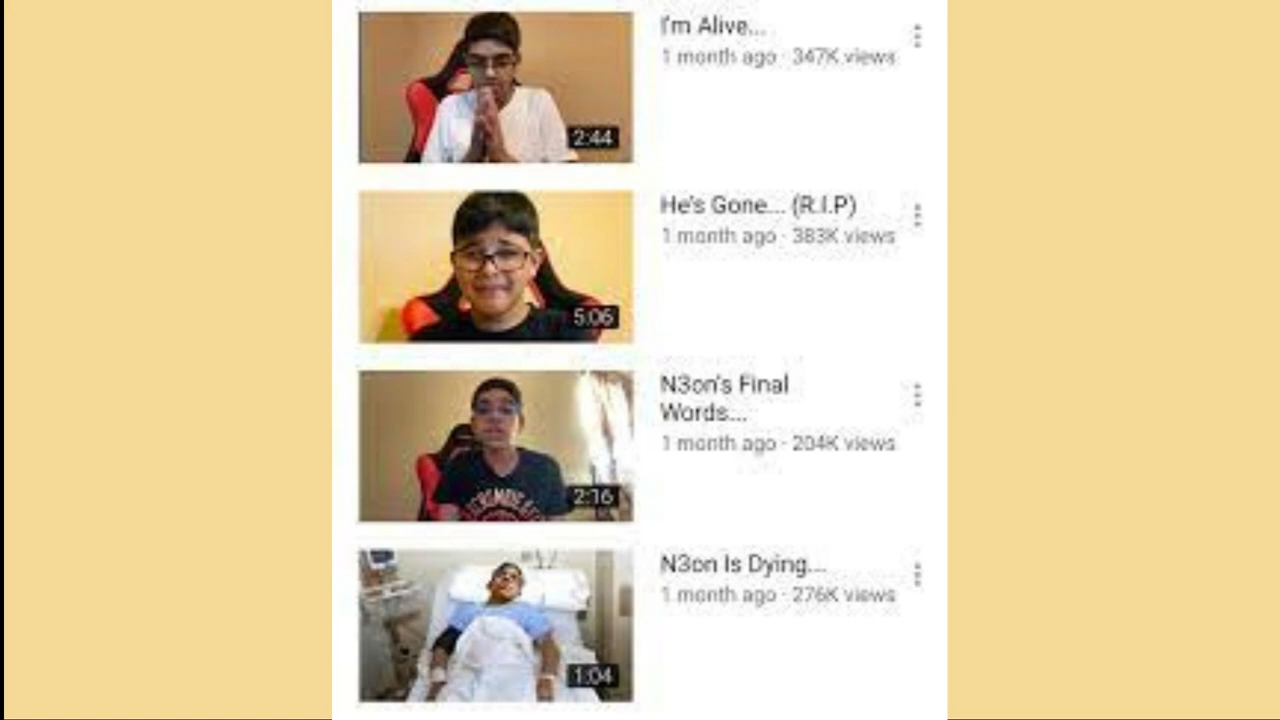 I'm Alive...
1 month ago · 347K views
2:44
He's Gone... (R.I.P)
1 month ago · 383K views
5:06
N3on's Final
Words...
1 month ago · 204K views
2:16
N3on Is Dying...
1 month ago · 276K views
1:04